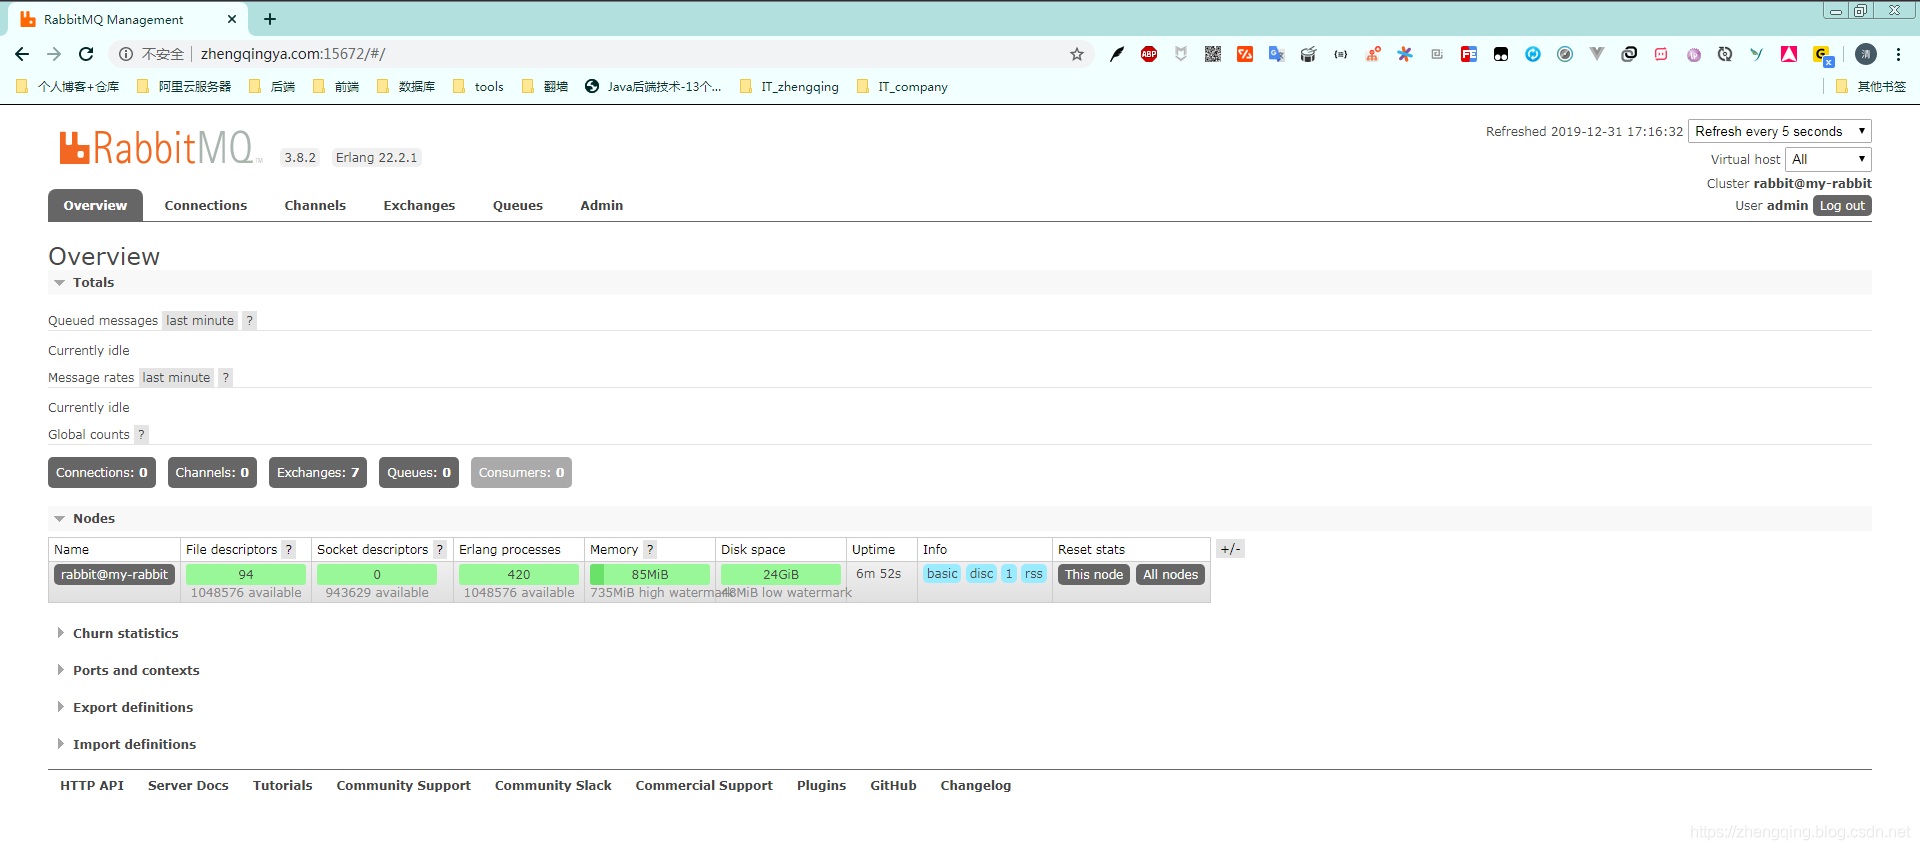 RabbitMQ Management
不安全 zhengqingya.com:15672/#/
个人博客+仓库 阿里云服务器 后端 前端 数据库 tools 翻墙 Java后端技术-13个... IT_zhengqing IT_company 其他书签
RabbitMQ TM 3.8.2 Erlang 22.2.1
Refreshed 2019-12-31 17:16:32 Refresh every 5 seconds
Virtual host All
Cluster rabbit@my-rabbit
User admin Log out
Overview Connections Channels Exchanges Queues Admin
Overview
Totals
Queued messages last minute ?
Currently idle
Message rates last minute ?
Currently idle
Global counts ?
Connections: 0 Channels: 0 Exchanges: 7 Queues: 0 Consumers: 0
Nodes
Name File descriptors ? Socket descriptors ? Erlang processes Memory ? Disk space Uptime Info Reset stats +/-
rabbit@my-rabbit 94 0 420 85MiB 24GiB 6m 52s basic disc 1 rss This node All nodes
1048576 available 943629 available 1048576 available 735MiB high watermark 48MiB low watermark
Churn statistics
Ports and contexts
Export definitions
Import definitions
HTTP API Server Docs Tutorials Community Support Community Slack Commercial Support Plugins GitHub Changelog
https://zhengqing.blog.csdn.net